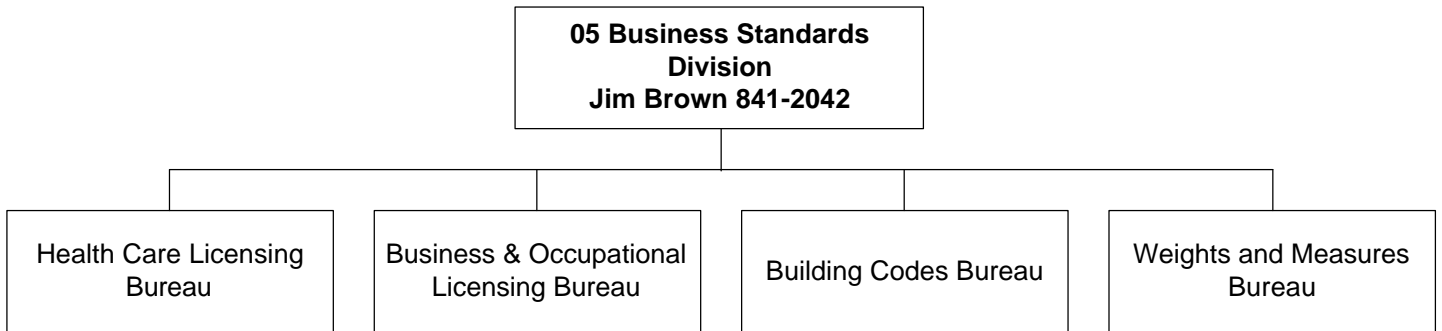 05 Business Standards
Division
Jim Brown 841-2042
Health Care Licensing
Bureau
Business & Occupational
Licensing Bureau
Building Codes Bureau
Weights and Measures
Bureau